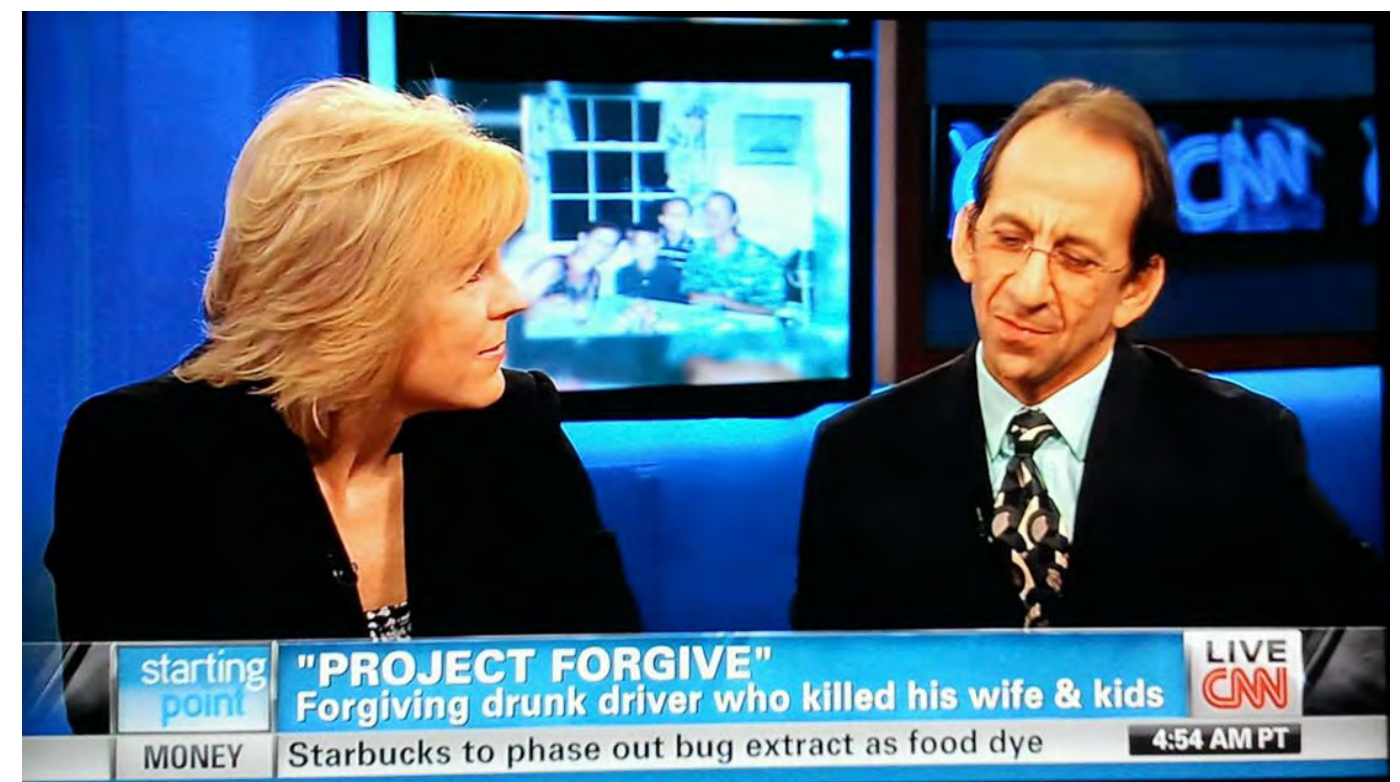 CNN
starting
point
"PROJECT FORGIVE"
Forgiving drunk driver who killed his wife & kids
LIVE
CNN
MONEY
Starbucks to phase out bug extract as food dye
4:54 AM PT